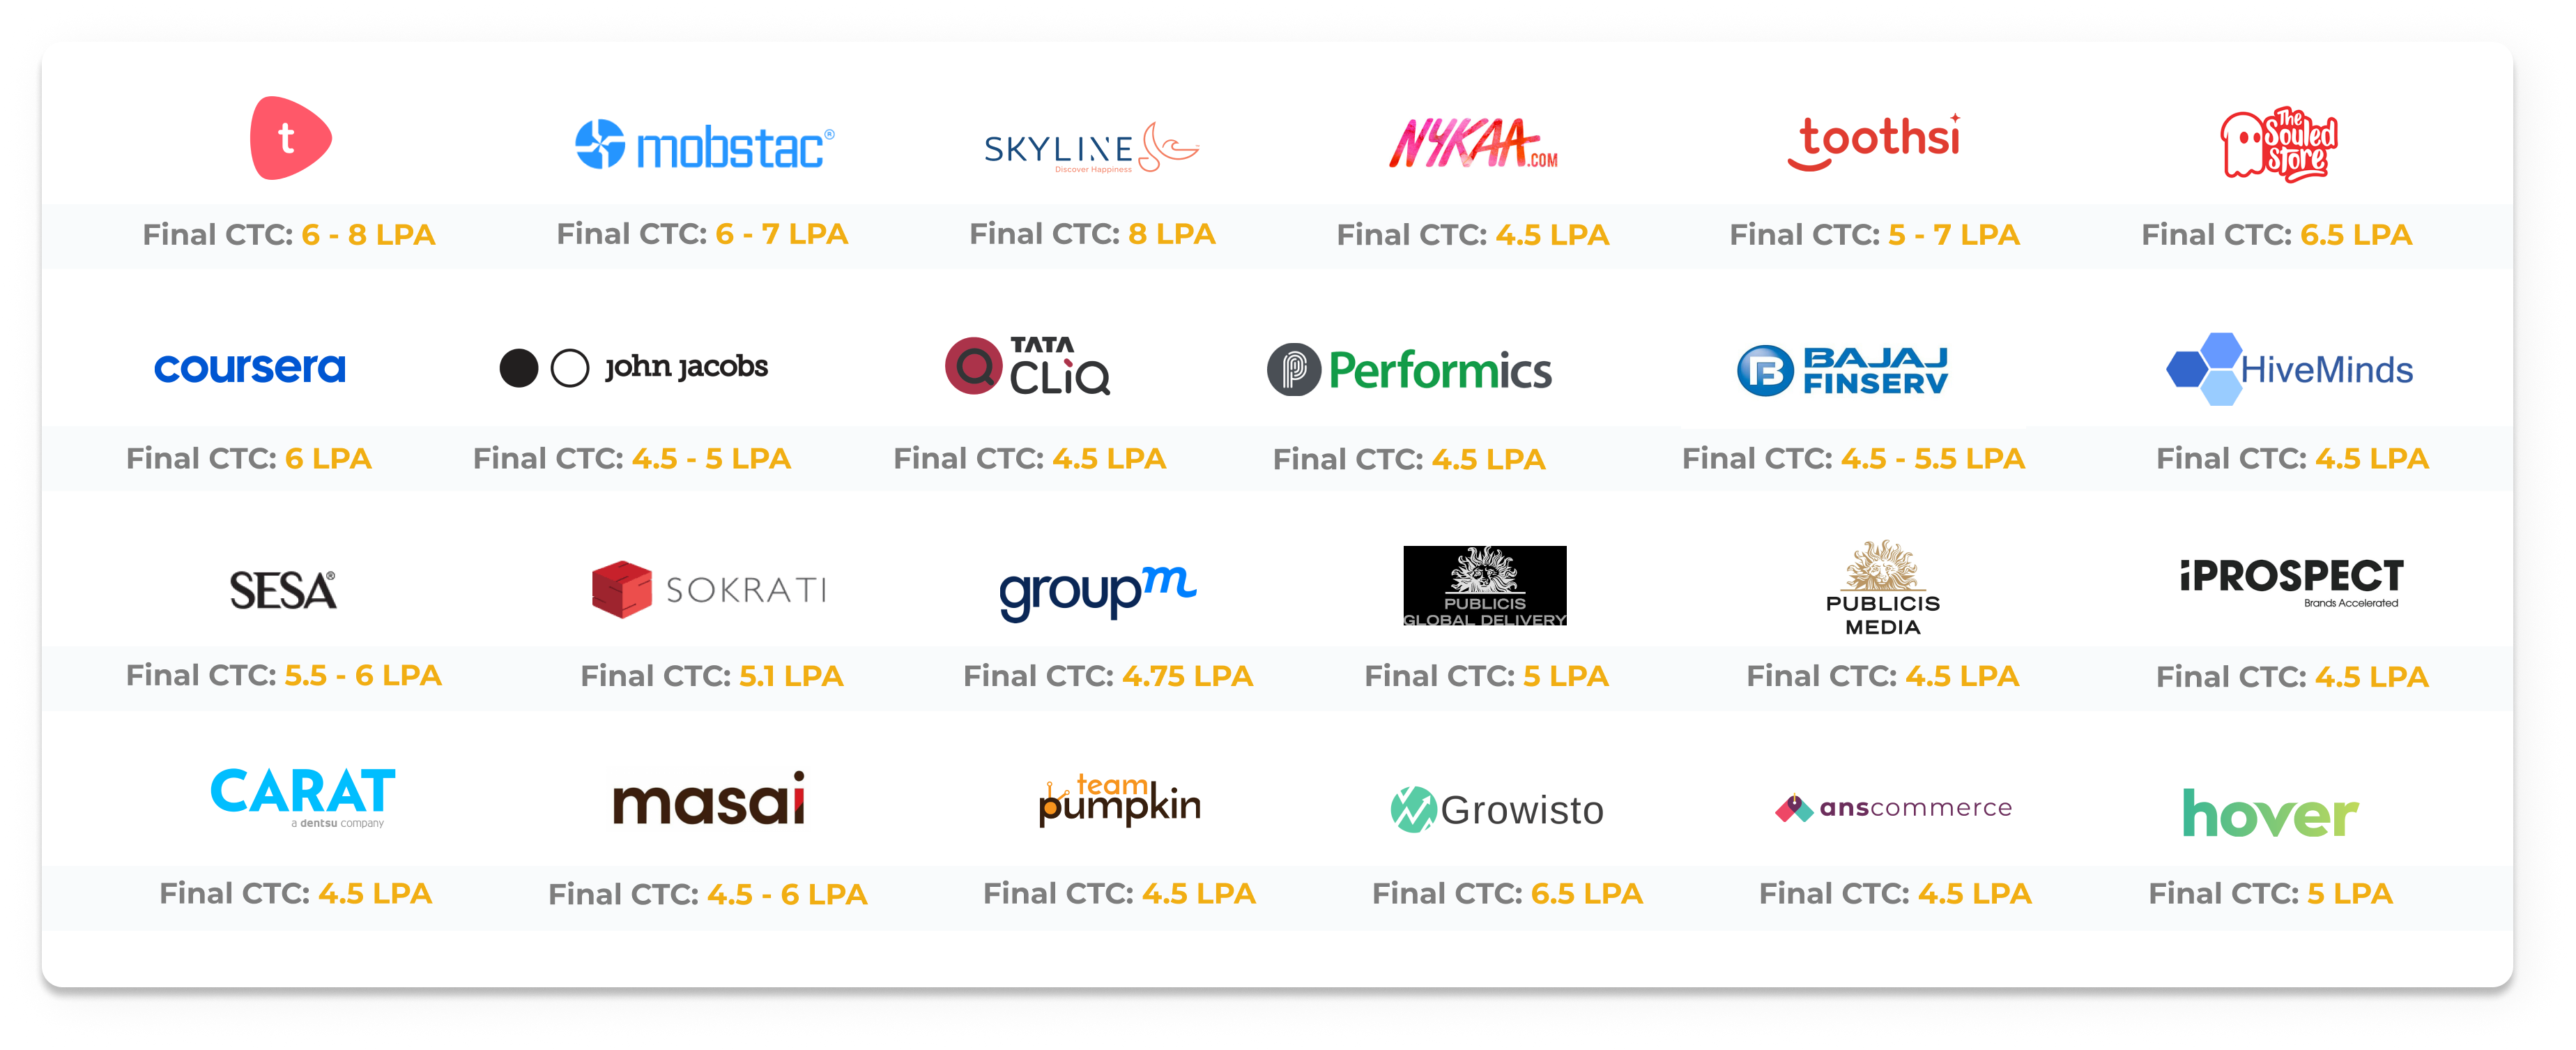 t
mobstac®
SKYLINE
Discover Happiness
NYKAA.COM
toothsi
The
Souled
Store
Final CTC: 6 - 8 LPA
Final CTC: 6 - 7 LPA
Final CTC: 8 LPA
Final CTC: 4.5 LPA
Final CTC: 5 - 7 LPA
Final CTC: 6.5 LPA
coursera
john jacobs
TATA
CLiQ
Performics
BAJAJ
FINSERV
HiveMinds
Final CTC: 6 LPA
Final CTC: 4.5 - 5 LPA
Final CTC: 4.5 LPA
Final CTC: 4.5 LPA
Final CTC: 4.5 - 5.5 LPA
Final CTC: 4.5 LPA
SESA®
SOKRATI
groupm
PUBLICIS
GLOBAL DELIVERY
PUBLICIS
MEDIA
iPROSPECT
Brands Accelerated
Final CTC: 5.5 - 6 LPA
Final CTC: 5.1 LPA
Final CTC: 4.75 LPA
Final CTC: 5 LPA
Final CTC: 4.5 LPA
Final CTC: 4.5 LPA
CARAT
a dentsu company
masai
team
pumpkin
Growisto
anscommerce
hover
Final CTC: 4.5 LPA
Final CTC: 4.5 - 6 LPA
Final CTC: 4.5 LPA
Final CTC: 6.5 LPA
Final CTC: 4.5 LPA
Final CTC: 5 LPA